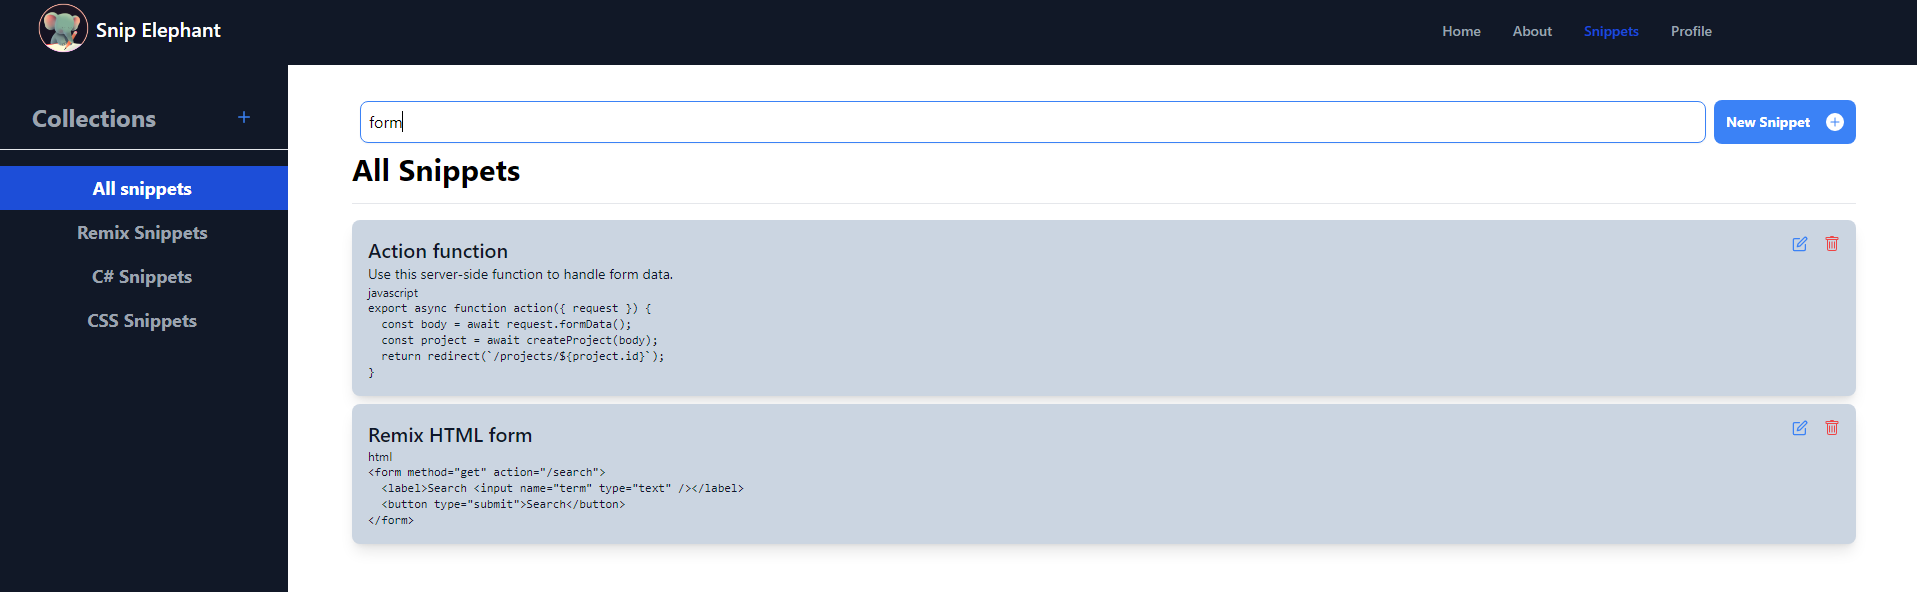 Snip Elephant
Home About Snippets Profile
Collections +
All snippets
Remix Snippets
C# Snippets
CSS Snippets
form
New Snippet
All Snippets
Action function
Use this server-side function to handle form data.
javascript
export async function action({ request }) {
  const body = await request.formData();
  const project = await createProject(body);
  return redirect(`/projects/${project.id}`);
}
Remix HTML form
html
<form method="get" action="/search">
  <label>Search <input name="term" type="text" /></label>
  <button type="submit">Search</button>
</form>